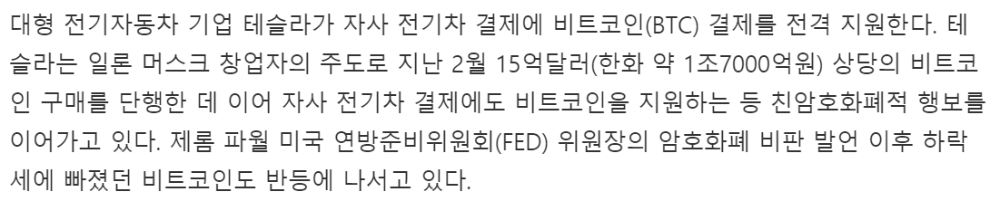 대형 전기자동차 기업 테슬라가 자사 전기차 결제에 비트코인(BTC) 결제를 전격 지원한다. 테
슬라는 일론 머스크 창업자의 주도로 지난 2월 15억달러(한화 약 1조7000억원) 상당의 비트코
인 구매를 단행한 데 이어 자사 전기차 결제에도 비트코인을 지원하는 등 친암호화폐적 행보를
이어가고 있다. 제롬 파월 미국 연방준비위원회(FED) 위원장의 암호화폐 비판 발언 이후 하락
세에 빠졌던 비트코인도 반등에 나서고 있다.